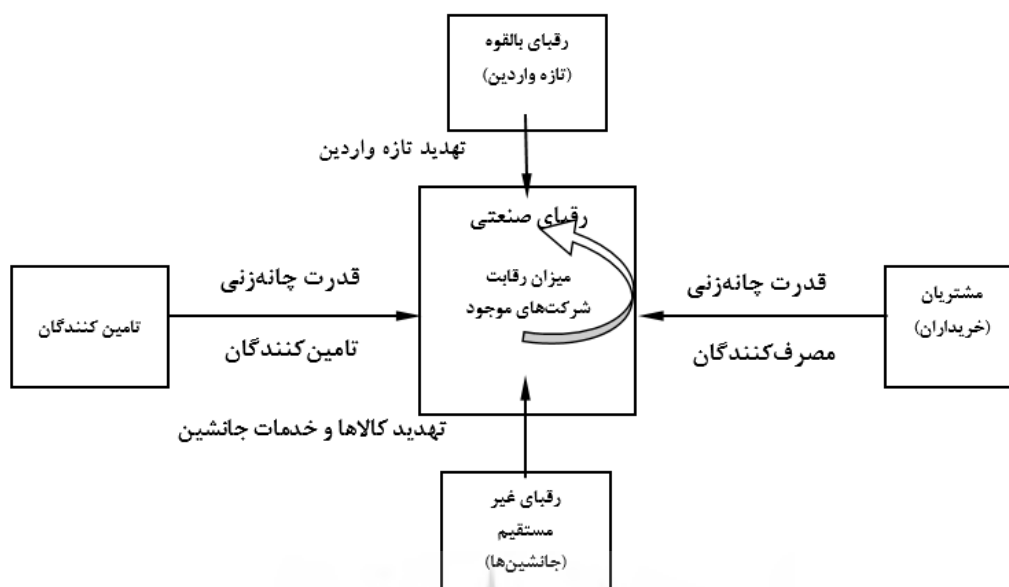 رقبای بالقوه
(تازه واردین)
تهدید تازه واردین
رقبای صنعتی
میزان رقابت
شرکت‌های موجود
مشتریان
(خریداران)
قدرت چانه‌زنی
مصرف‌کنندگان
قدرت چانه‌زنی
تامین‌کنندگان
تامین کنندگان
تهدید کالاها و خدمات جانشین
رقبای غیر
مستقیم
(جانشین‌ها)